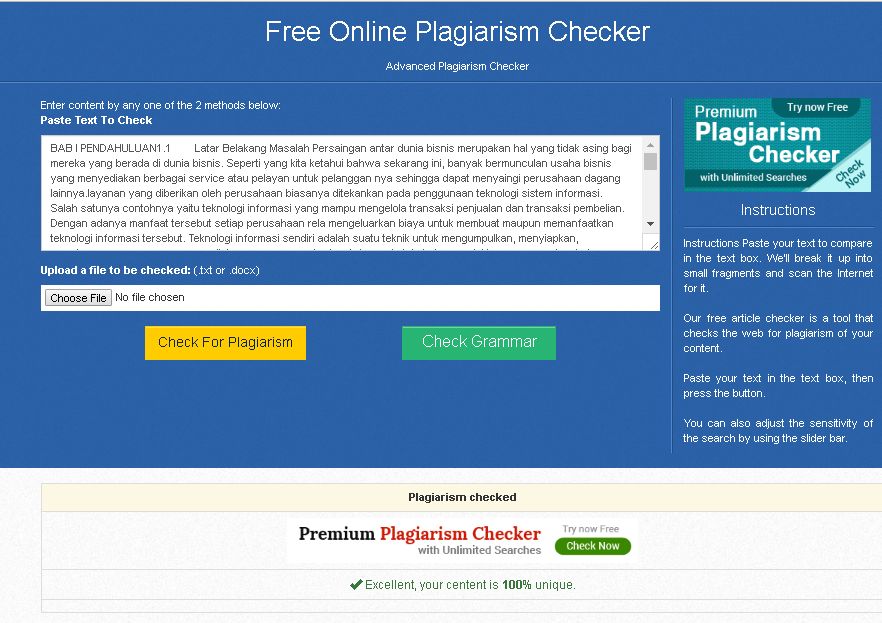 Free Online Plagiarism Checker
Advanced Plagiarism Checker
Enter content by any one of the 2 methods below:
Paste Text To Check
BAB I PENDAHULUAN1.1 Latar Belakang Masalah Persaingan antar dunia bisnis merupakan hal yang tidak asing bagi
mereka yang berada di dunia bisnis. Seperti yang kita ketahui bahwa sekarang ini, banyak bermunculan usaha bisnis
yang menyediakan berbagai service atau pelayan untuk pelanggan nya sehingga dapat menyaingi perusahaan dagang
lainnya.layanan yang diberikan oleh perusahaan biasanya ditekankan pada penggunaan teknologi sistem informasi.
Salah satunya contohnya yaitu teknologi informasi yang mampu mengelola transaksi penjualan dan transaksi pembelian.
Dengan adanya manfaat tersebut setiap perusahaan rela mengeluarkan biaya untuk membuat maupun memanfaatkan
teknologi informasi tersebut. Teknologi informasi sendiri adalah suatu teknik untuk mengumpulkan, menyiapkan,
Upload a file to be checked: (.txt or .docx)
Choose File No file chosen
Check For Plagiarism
Check Grammar
Premium
Try now Free
Plagiarism
Checker
with Unlimited Searches
Check
Now
Instructions
Instructions Paste your text to compare
in the text box. We'll break it up into
small fragments and scan the Internet
for it.
Our free article checker is a tool that
checks the web for plagiarism of your
content.
Paste your text in the text box, then
press the button.
You can also adjust the sensitivity of
the search by using the slider bar.
Plagiarism checked
Premium Plagiarism Checker
with Unlimited Searches
Try now Free
Check Now
Excellent, your centent is 100% unique.